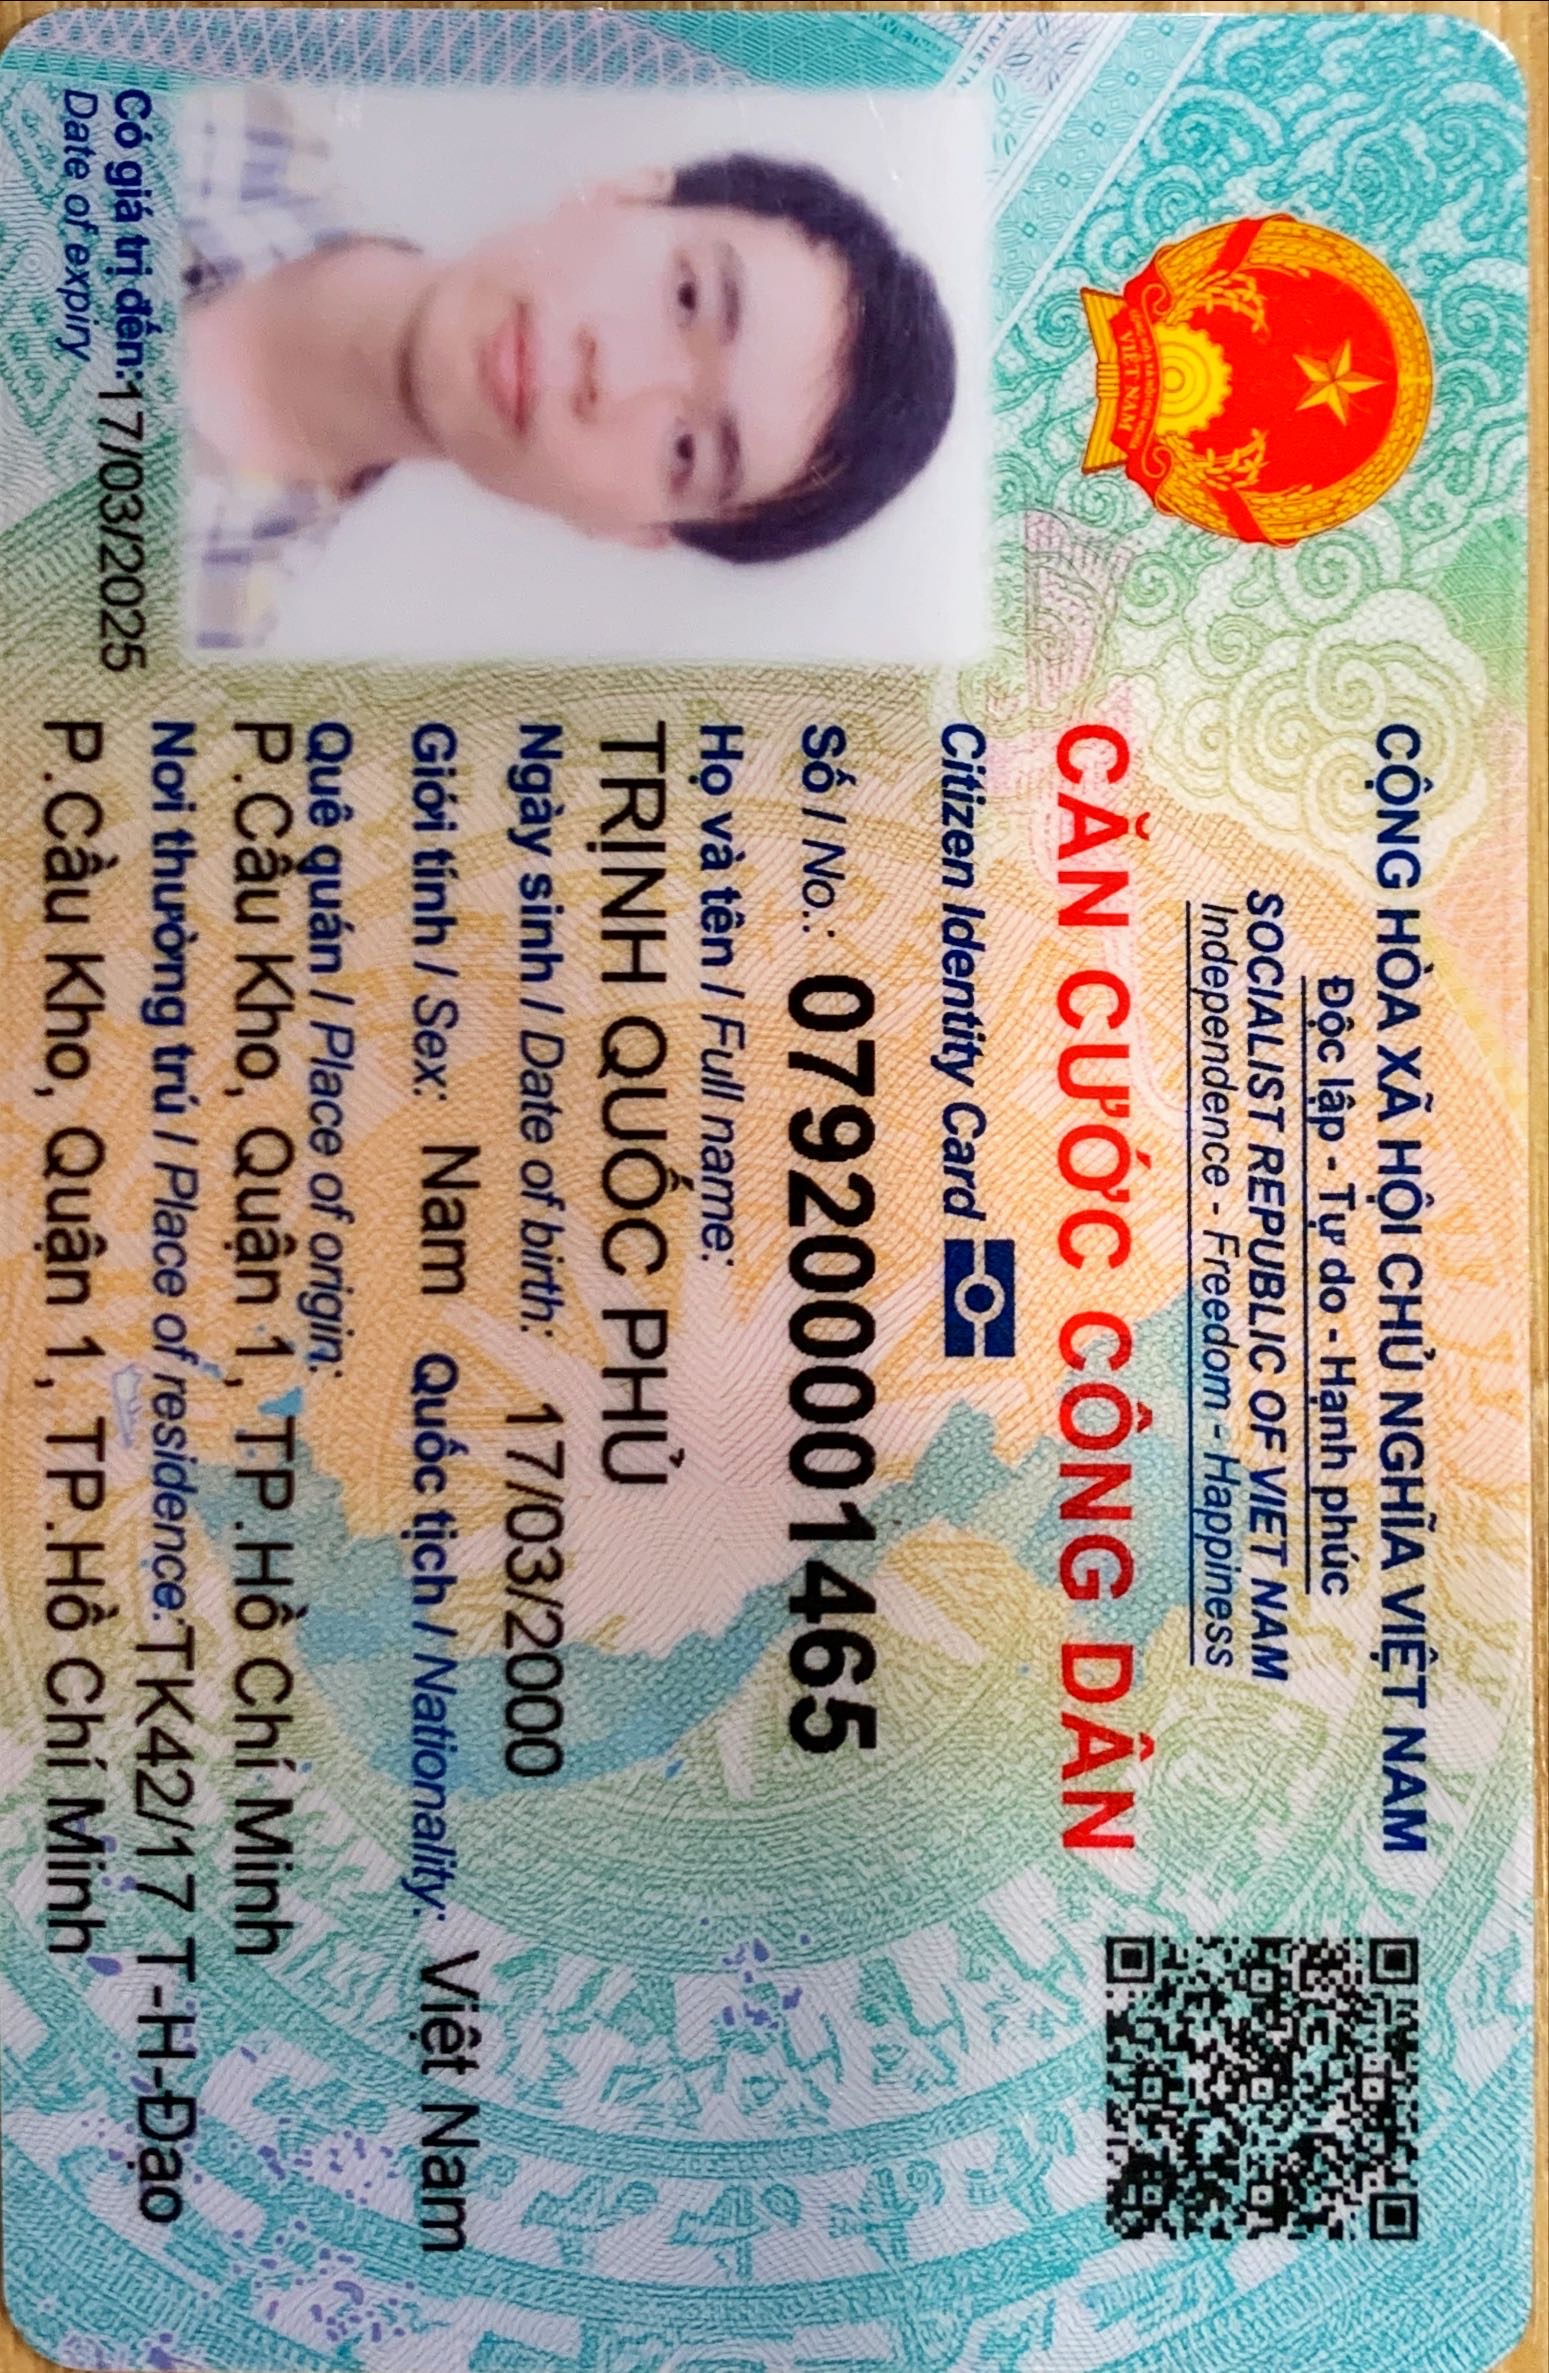 CỘNG HÒA XÃ HỘI CHỦ NGHĨA VIỆT NAM
Độc lập - Tự do - Hạnh phúc
SOCIALIST REPUBLIC OF VIET NAM
Independence - Freedom - Happiness
CĂN CƯỚC CÔNG DÂN
Citizen Identity Card
Số / No.: 079200001465
Họ và tên / Full name:
TRỊNH QUỐC PHỦ
Ngày sinh / Date of birth: 17/03/2000
Giới tính / Sex: Nam Quốc tịch / Nationality: Việt Nam
Quê quán / Place of origin:
P.Cầu Kho, Quận 1, TP.Hồ Chí Minh
Nơi thường trú / Place of residence: TK42/17 T-H-Đạo
P.Cầu Kho, Quận 1, TP.Hồ Chí Minh
Có giá trị đến: 17/03/2025
Date of expiry
VIỆT NAM